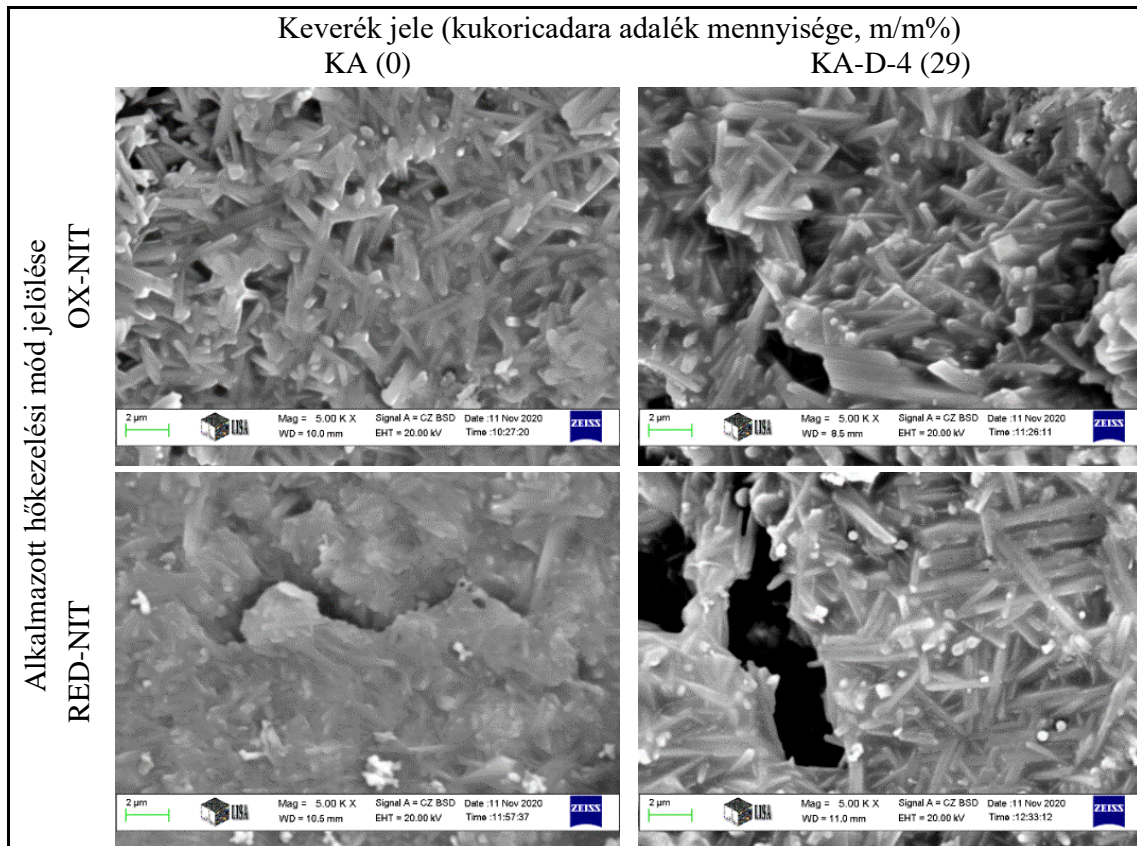 Keverék jele (kukoricadara adalék mennyisége, m/m%)
KA (0) KA-D-4 (29)
Alkalmazott hőkezelési mód jelölése
OX-NIT
2 µm LISA Mag = 5.00 K X Signal A = CZ BSD Date :11 Nov 2020 ZEISS
WD = 10.0 mm EHT = 20.00 kV Time :10:27:20
2 µm LISA Mag = 5.00 K X Signal A = CZ BSD Date :11 Nov 2020 ZEISS
WD = 8.5 mm EHT = 20.00 kV Time :11:26:11
RED-NIT
2 µm LISA Mag = 5.00 K X Signal A = CZ BSD Date :11 Nov 2020 ZEISS
WD = 10.5 mm EHT = 20.00 kV Time :11:57:37
2 µm LISA Mag = 5.00 K X Signal A = CZ BSD Date :11 Nov 2020 ZEISS
WD = 11.0 mm EHT = 20.00 kV Time :12:33:12